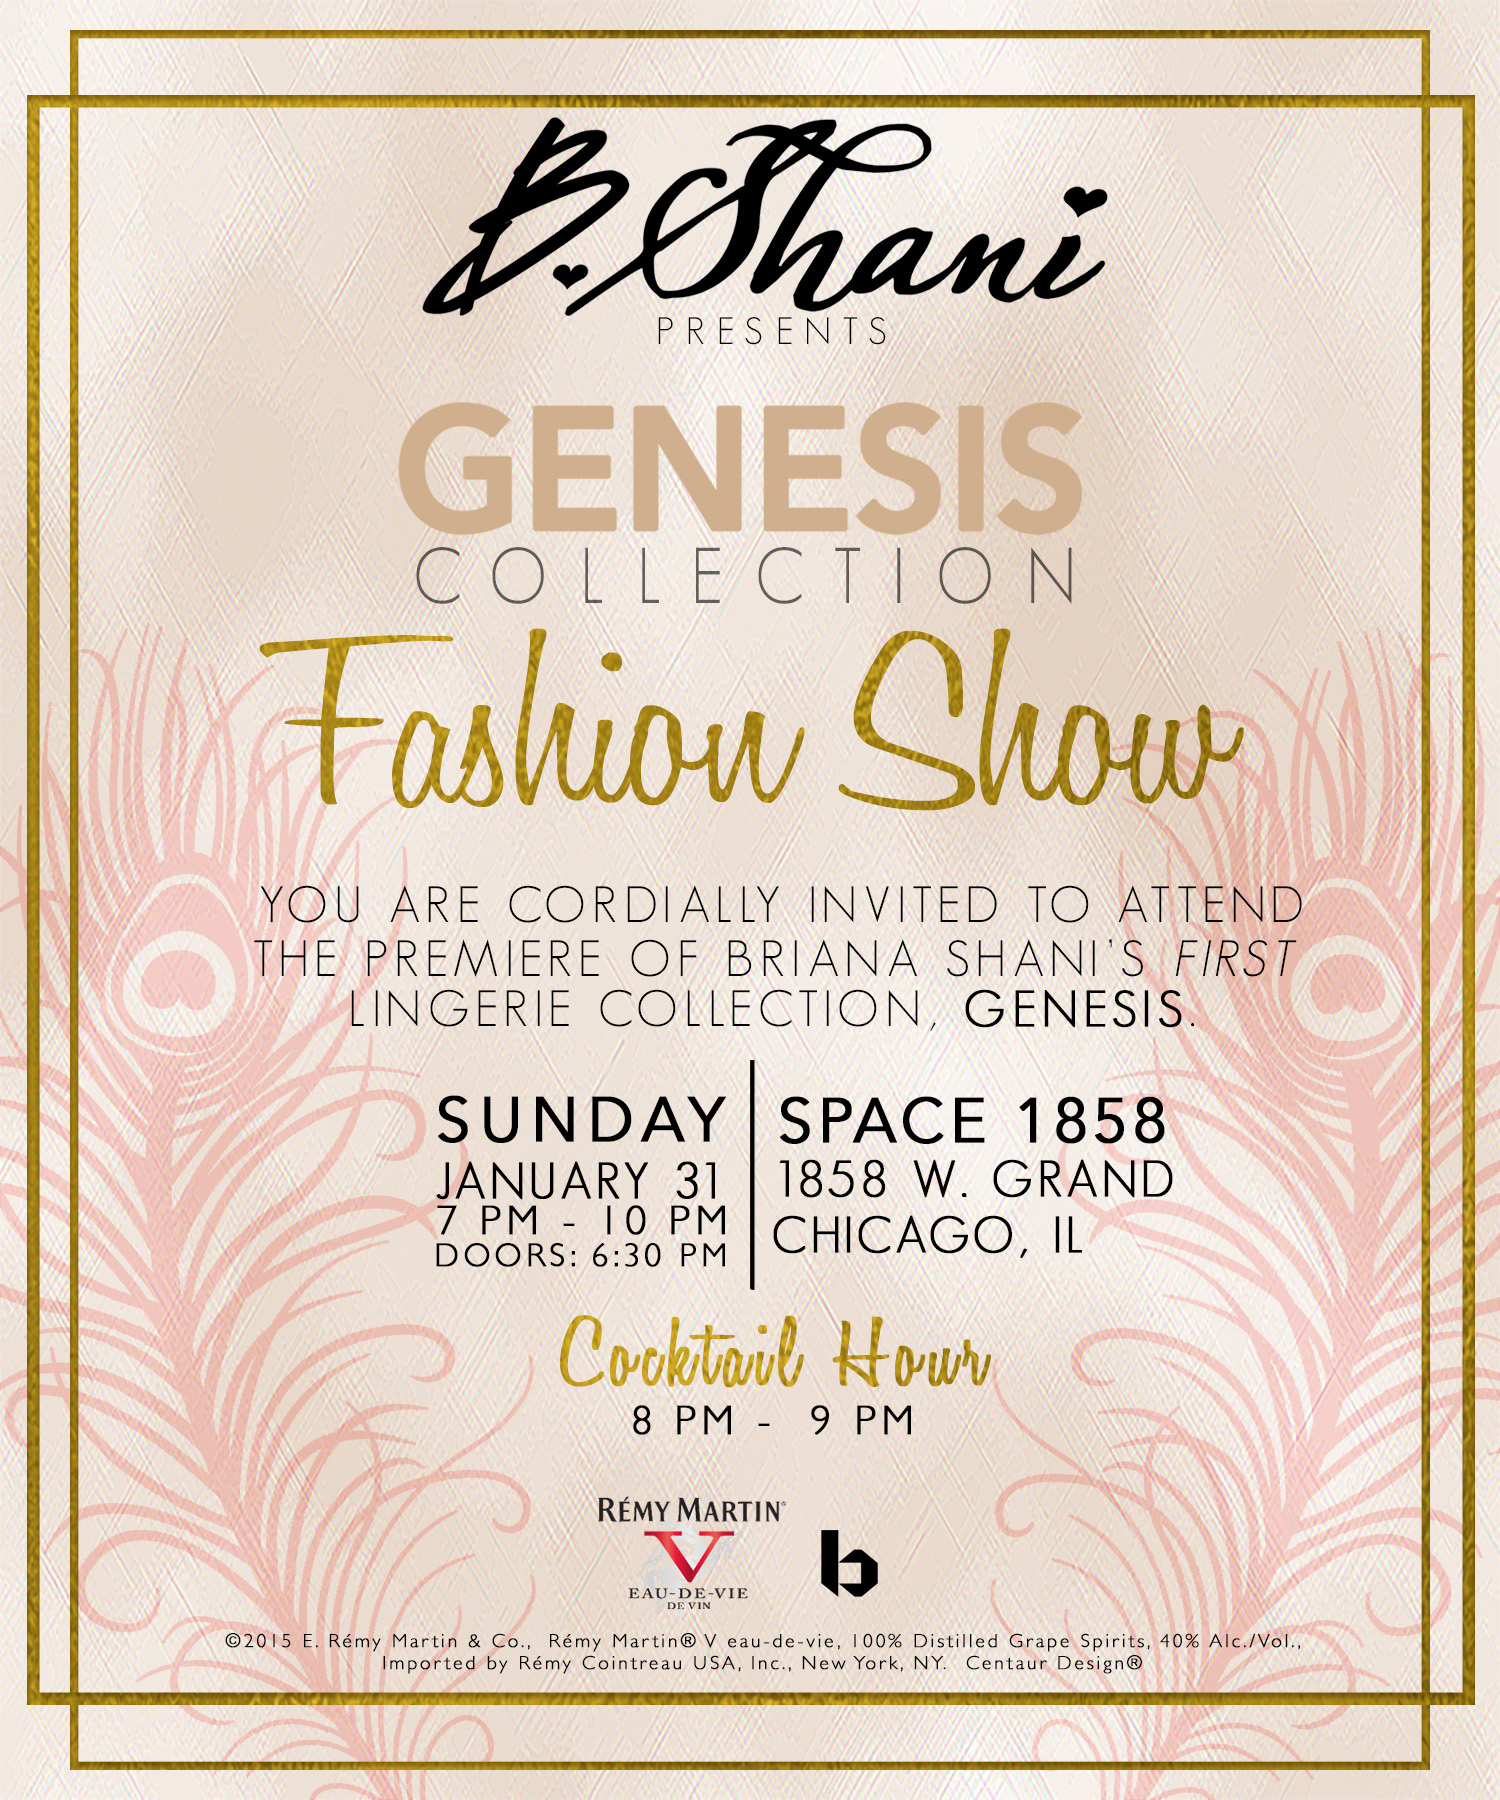 B. Shani
PRESENTS
GENESIS
COLLECTION
Fashion Show
YOU ARE CORDIALLY INVITED TO ATTEND
THE PREMIERE OF BRIANA SHANI'S FIRST
LINGERIE COLLECTION, GENESIS.
SUNDAY
JANUARY 31
7 PM - 10 PM
DOORS: 6:30 PM
SPACE 1858
1858 W. GRAND
CHICAGO, IL
Cocktail Hour
8 PM - 9 PM
RÉMY MARTIN®
V
EAU-DE-VIE
DE VIN
b
©2015 E. Rémy Martin & Co., Rémy Martin® V eau-de-vie, 100% Distilled Grape Spirits, 40% Alc./Vol.,
Imported by Rémy Cointreau USA, Inc., New York, NY. Centaur Design®